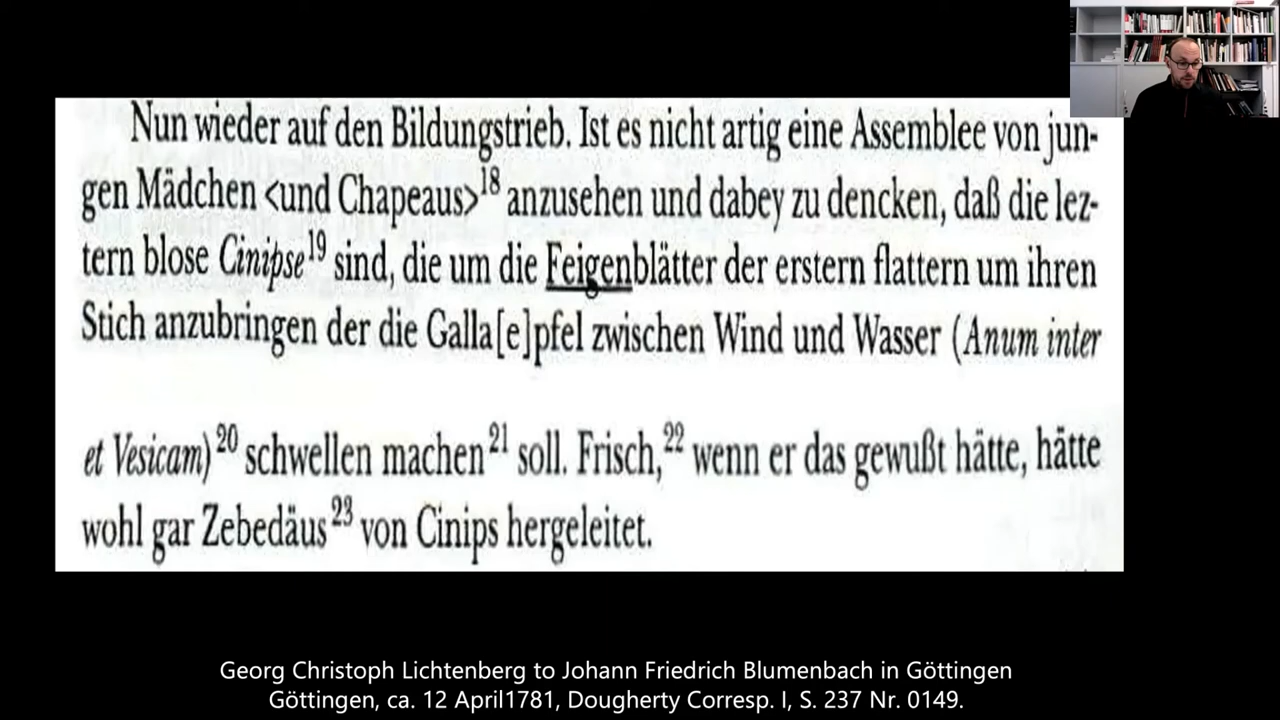 Nun wieder auf den Bildungstrieb. Ist es nicht artig eine Assemblee von jun-
gen Mädchen <und Chapeaus>18 anzusehen und dabey zu dencken, daß die lez-
tern blose Cinipse19 sind, die um die Feigenblätter der erstern flattern um ihren
Stich anzubringen der die Galla[e]pfel zwischen Wind und Wasser (Anum inter
et Vesicam)20 schwellen machen21 soll. Frisch,22 wenn er das gewußt hätte, hätte
wohl gar Zebedäus23 von Cinips hergeleitet.
Georg Christoph Lichtenberg to Johann Friedrich Blumenbach in Göttingen
Göttingen, ca. 12 April1781, Dougherty Corresp. I, S. 237 Nr. 0149.